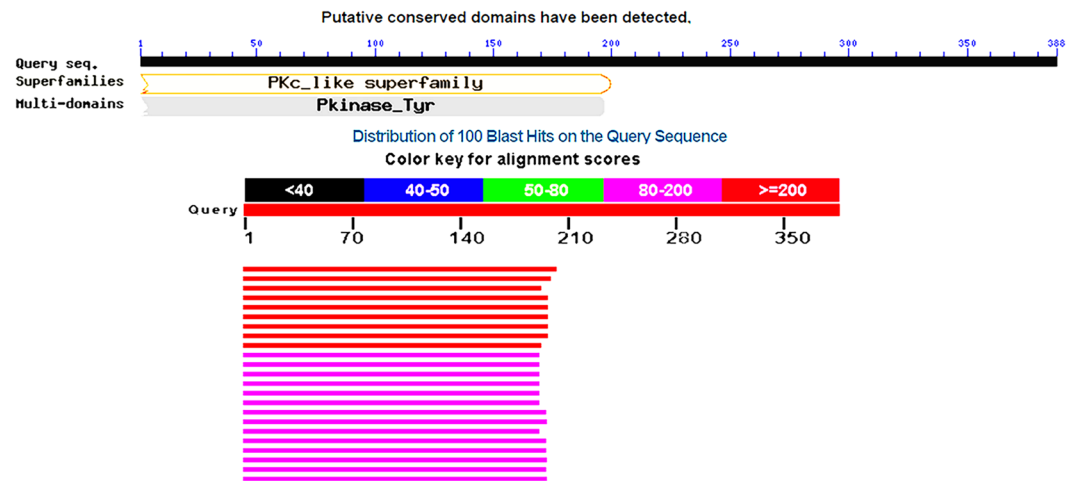 Putative conserved domains have been detected.
1 50 100 150 200 250 300 350 388
Query seq.
Superfamilies PKc_like superfamily
Multi-domains Pkinase_Tyr
Distribution of 100 Blast Hits on the Query Sequence
Color key for alignment scores
<40 40-50 50-80 80-200 >=200
Query
1 70 140 210 280 350